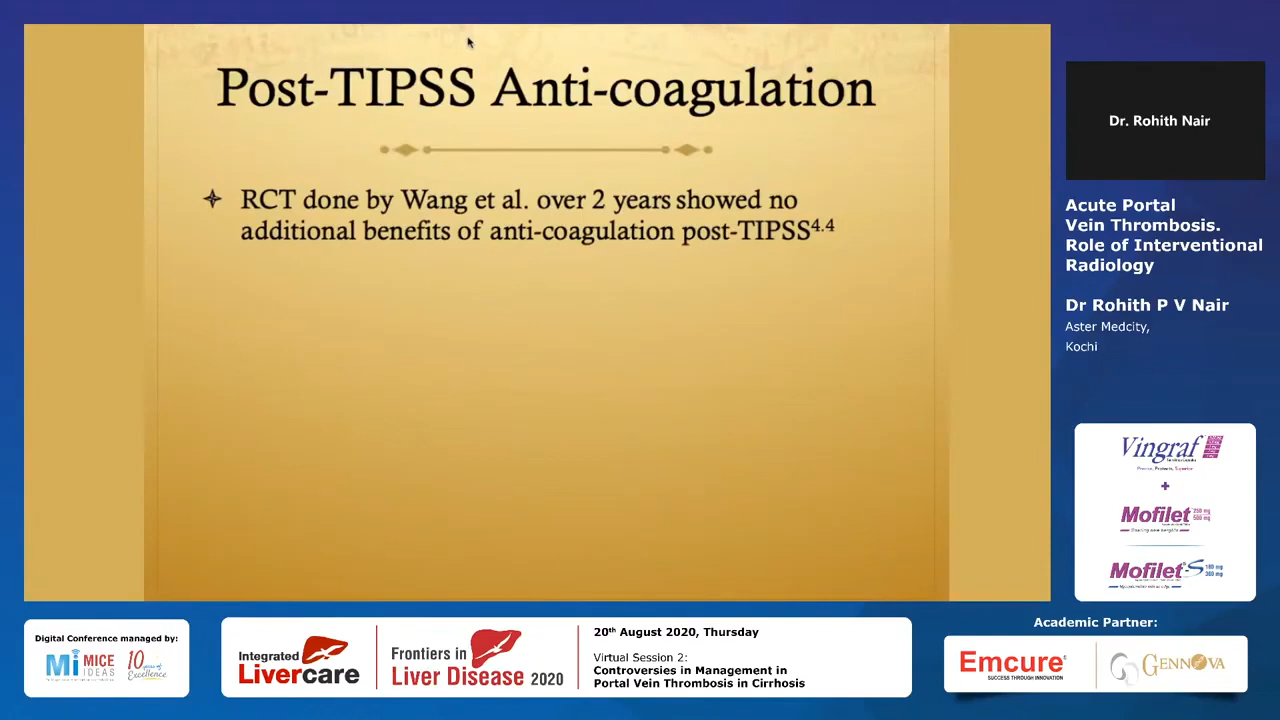 Post-TIPSS Anti-coagulation
RCT done by Wang et al. over 2 years showed no
additional benefits of anti-coagulation post-TIPSS4.4
Dr. Rohith Nair
Acute Portal
Vein Thrombosis.
Role of Interventional
Radiology
Dr Rohith P V Nair
Aster Medcity,
Kochi
Vingraf
+
Mofilet 250 mg
500 mg
Mofilet-S 180 mg
360 mg
Digital Conference managed by:
Mi MICE
IDEAS
10 years of
Excellence
Integrated
Livercare
Frontiers in
Liver Disease 2020
20th August 2020, Thursday
Virtual Session 2:
Controversies in Management in
Portal Vein Thrombosis in Cirrhosis
Academic Partner:
Emcure®
SUCCESS THROUGH INNOVATION
GENNOVA